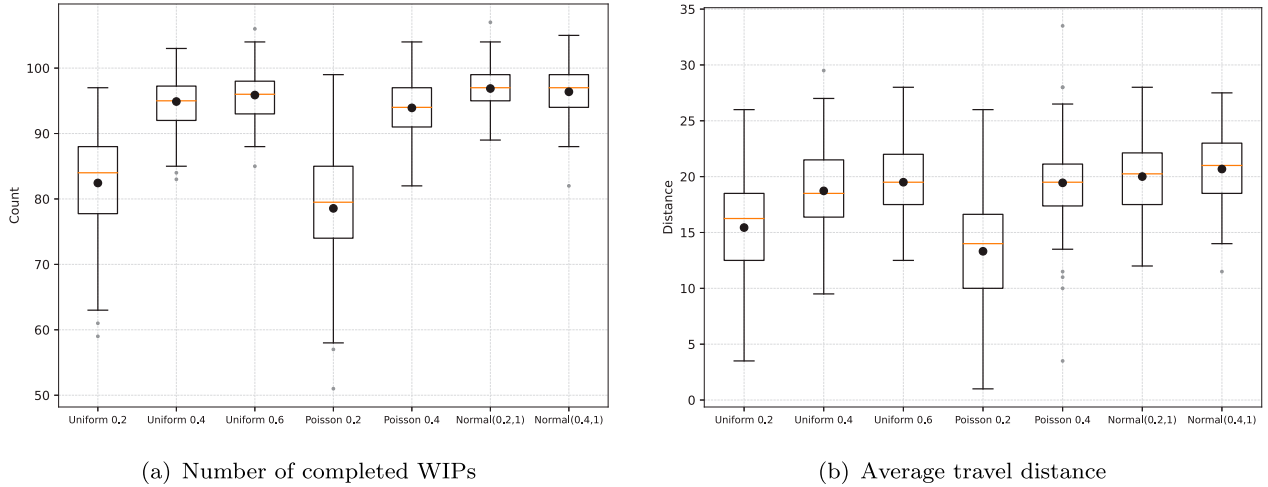 100
90
80
70
60
50
Count
Uniform 0.2
Uniform 0.4
Uniform 0.6
Poisson 0.2
Poisson 0.4
Normal(0.2,1)
Normal(0.4,1)
(a) Number of completed WIPs
35
30
25
20
15
10
5
0
Distance
Uniform 0.2
Uniform 0.4
Uniform 0.6
Poisson 0.2
Poisson 0.4
Normal(0.2,1)
Normal(0.4,1)
(b) Average travel distance